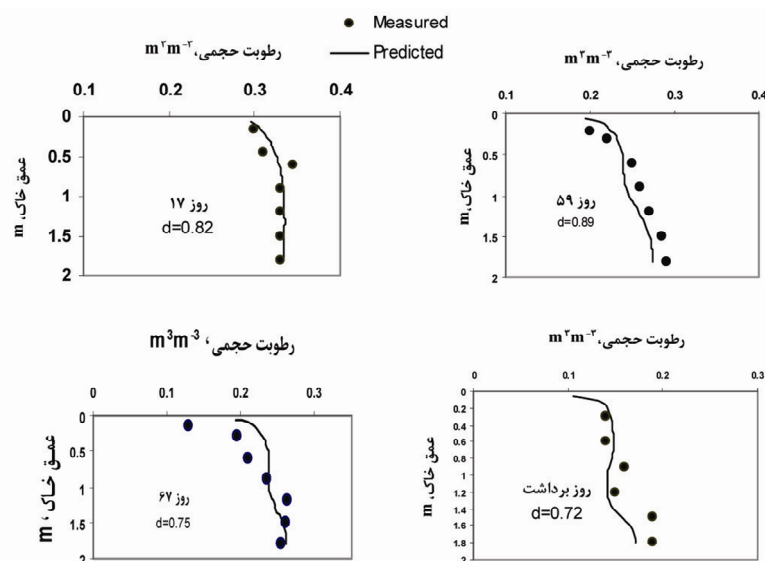 Measured
Predicted
رطوبت حجمی، m³m⁻³
0.1 0.2 0.3 0.4
0
0.5
1
1.5
2
عمق خاک، m
روز ۱۷
d=0.82
رطوبت حجمی، m³m⁻³
0.1 0.2 0.3 0.4
0
0.5
1
1.5
2
عمق خاک، m
روز ۵۹
d=0.89
رطوبت حجمی، m³m⁻³
0 0.1 0.2 0.3
0
0.5
1
1.5
2
عمق خاک، m
روز ۶۷
d=0.75
رطوبت حجمی، m³m⁻³
0 0.1 0.2 0.3
0
0.2
0.4
0.6
0.8
1
1.2
1.4
1.6
1.8
2
عمق خاک، m
روز برداشت
d=0.72